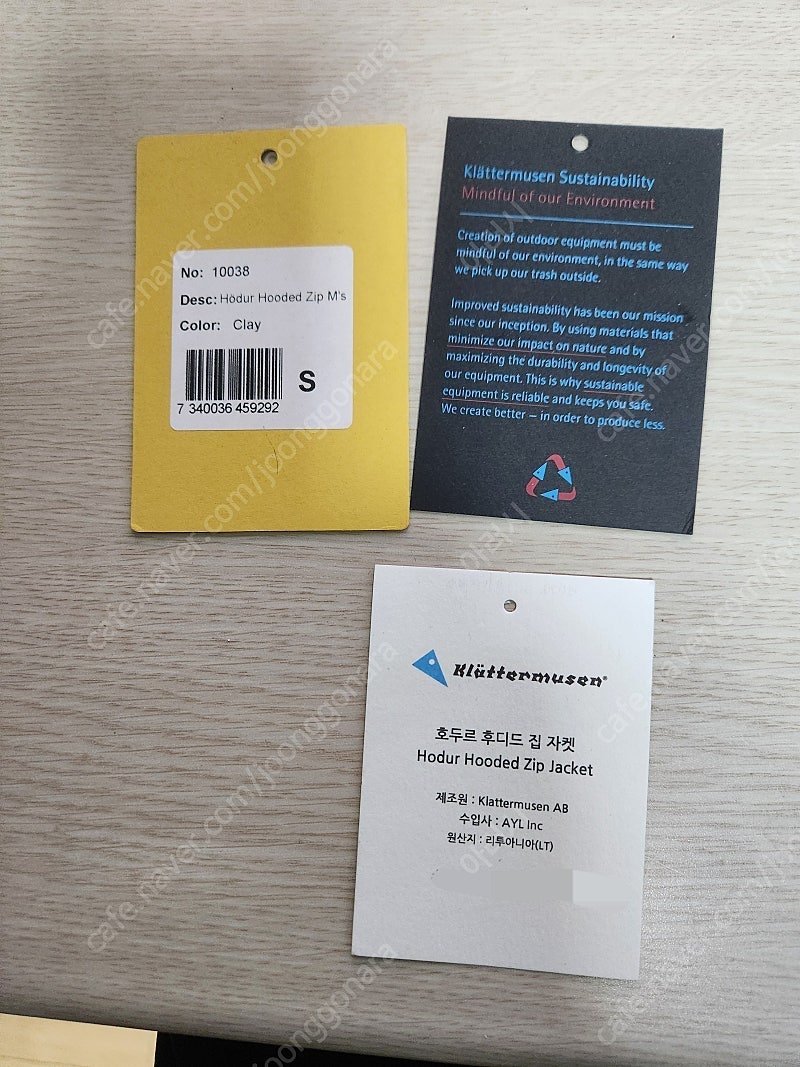 No: 10038
Desc: Hödur Hooded Zip M's
Color: Clay
S
7 340036 459292
Klättermusen Sustainability
Mindful of our Environment
Creation of outdoor equipment must be
mindful of our environment, in the same way
we pick up our trash outside.
Improved sustainability has been our mission
since our inception. By using materials that
minimize our impact on nature and by
maximizing the durability and longevity of
our equipment. This is why sustainable
equipment is reliable and keeps you safe.
We create better – in order to produce less.
Klättermusen®
호두르 후디드 집 자켓
Hodur Hooded Zip Jacket
제조원 : Klattermusen AB
수입사 : AYL Inc
원산지 : 리투아니아(LT)
cafe.naver.com/joonggonara